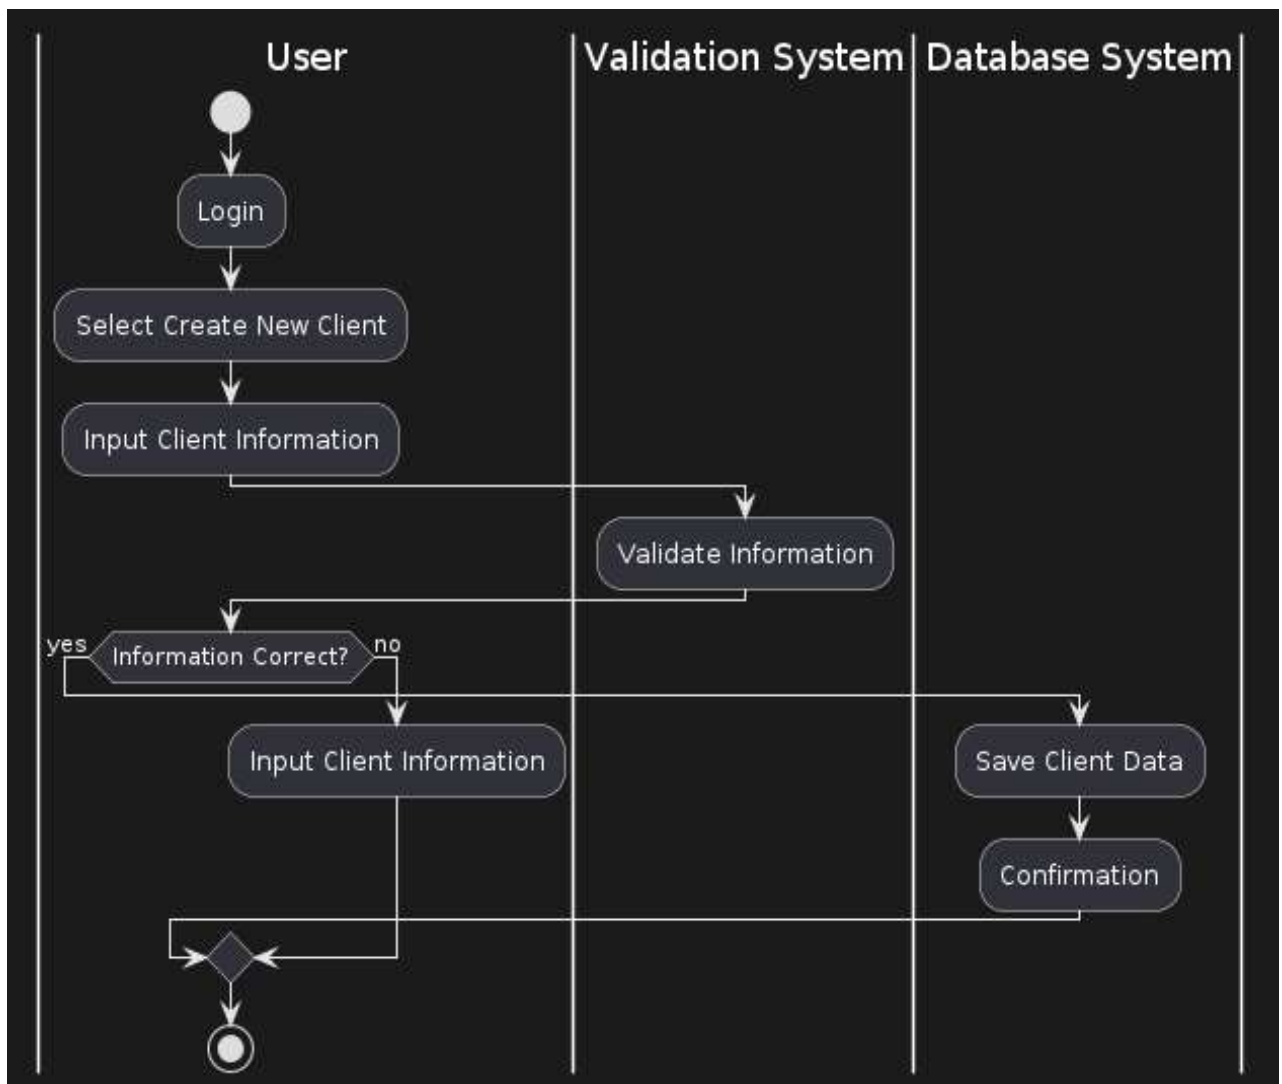 User
Validation System
Database System
Login
Select Create New Client
Input Client Information
Validate Information
yes
Information Correct?
no
Input Client Information
Save Client Data
Confirmation